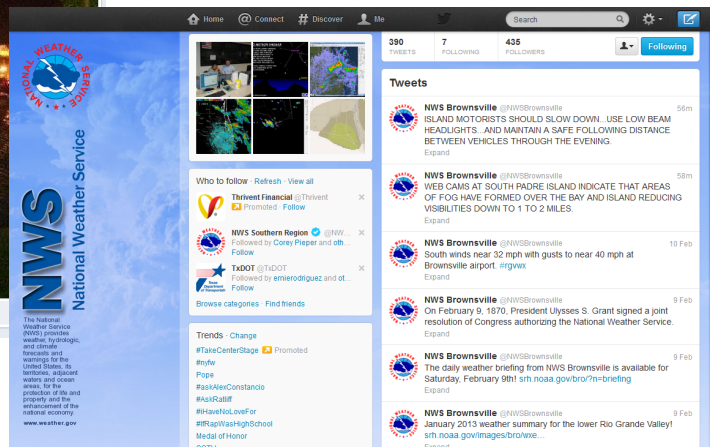 Home
@ Connect
# Discover
Me
Search
NATIONAL WEATHER SERVICE
NWS
National Weather Service
The National
Weather Service
(NWS) provides
weather, hydrologic,
and climate
forecasts and
warnings for the
United States, its
territories, adjacent
waters and ocean
areas, for the
protection of life and
property and the
enhancement of the
national economy.
www.weather.gov
Who to follow · Refresh · View all
Thrivent Financial @Thrivent
Promoted · Follow
NWS Southern Region @NW...
Followed by Corey Pieper and oth...
Follow
TxDOT @TxDOT
Followed by ernierodriguez and ot...
Follow
Browse categories · Find friends
Trends · Change
#TakeCenterStage Promoted
#nyfw
Pope
#askAlexConstancio
#AskRatliff
#iHaveNoLoveFor
#IfRapWasHighSchool
Medal of Honor
390 TWEETS
7 FOLLOWING
435 FOLLOWERS
Following
Tweets
NWS Brownsville @NWSBrownsville 56m
ISLAND MOTORISTS SHOULD SLOW DOWN...USE LOW BEAM
HEADLIGHTS...AND MAINTAIN A SAFE FOLLOWING DISTANCE
BETWEEN VEHICLES THROUGH THE EVENING.
Expand
NWS Brownsville @NWSBrownsville 58m
WEB CAMS AT SOUTH PADRE ISLAND INDICATE THAT AREAS
OF FOG HAVE FORMED OVER THE BAY AND ISLAND REDUCING
VISIBILITIES DOWN TO 1 TO 2 MILES.
Expand
NWS Brownsville @NWSBrownsville 10 Feb
South winds near 32 mph with gusts to near 40 mph at
Brownsville airport. #rgvwx
Expand
NWS Brownsville @NWSBrownsville 9 Feb
On February 9, 1870, President Ulysses S. Grant signed a joint
resolution of Congress authorizing the National Weather Service.
Expand
NWS Brownsville @NWSBrownsville 9 Feb
The daily weather briefing from NWS Brownsville is available for
Saturday, February 9th! srh.noaa.gov/bro/?n=briefing
Expand
NWS Brownsville @NWSBrownsville 9 Feb
January 2013 weather summary for the lower Rio Grande Valley!
srh.noaa.gov/images/bro/wxe...
Expand